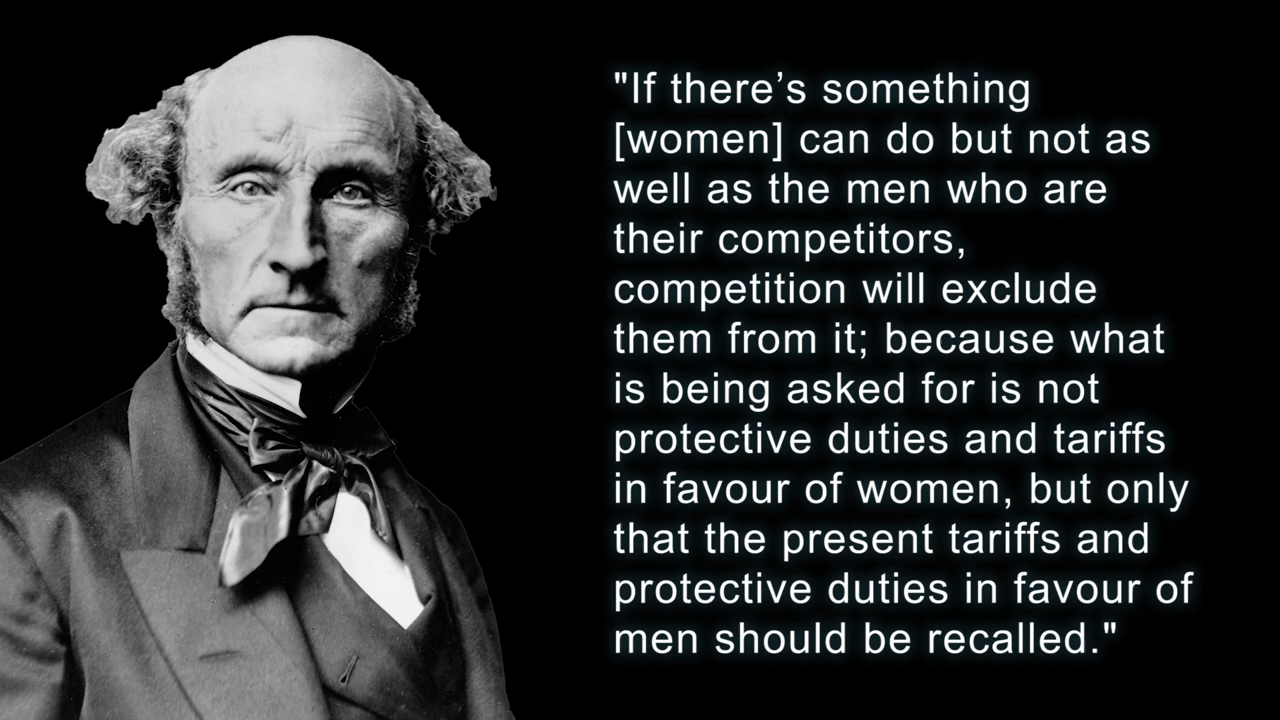 "If there’s something
[women] can do but not as
well as the men who are
their competitors,
competition will exclude
them from it; because what
is being asked for is not
protective duties and tariffs
in favour of women, but only
that the present tariffs and
protective duties in favour of
men should be recalled."